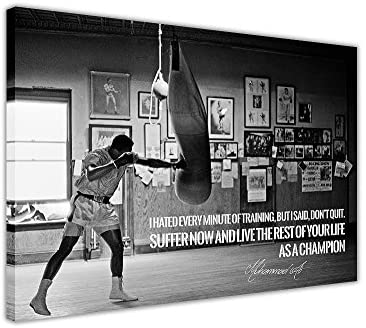 I HATED EVERY MINUTE OF TRAINING, BUT I SAID, DON'T QUIT.
SUFFER NOW AND LIVE THE REST OF YOUR LIFE
AS A CHAMPION
Muhammad Ali